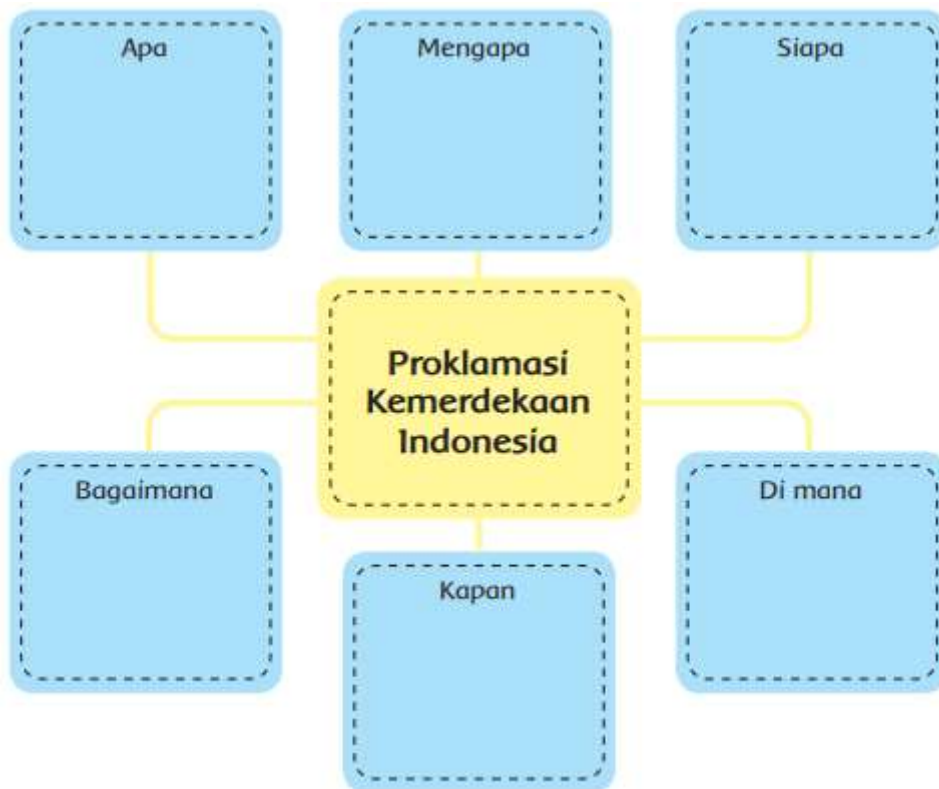 Apa
Mengapa
Siapa
Proklamasi
Kemerdekaan
Indonesia
Bagaimana
Kapan
Di mana